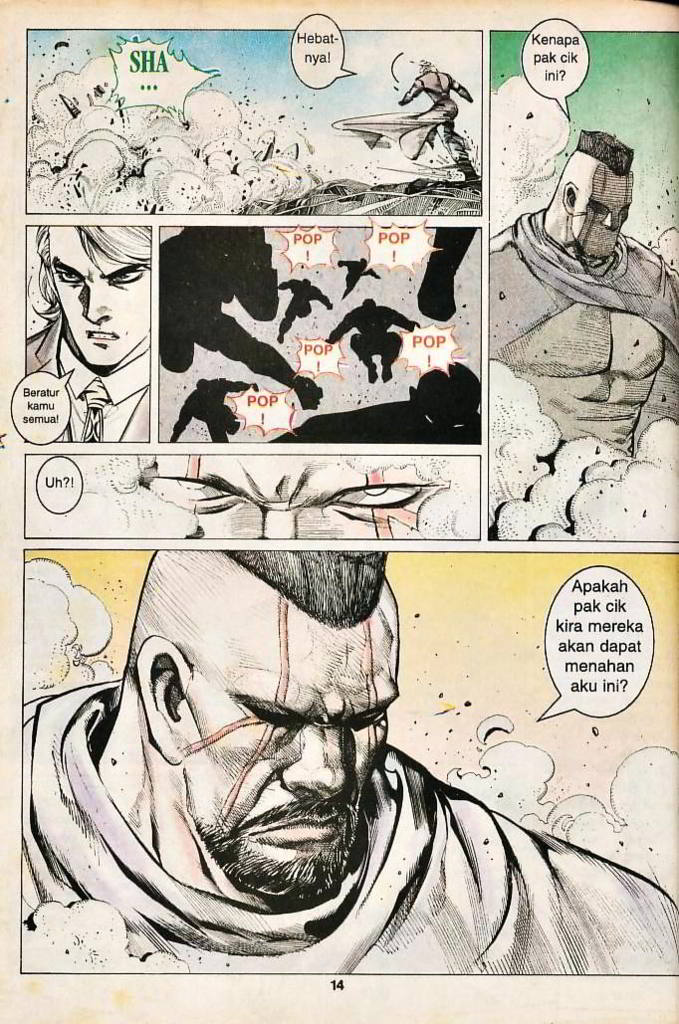 SHA
...
Hebat-
nya!
Kenapa
pak cik
ini?
Beratur
kamu
semua!
POP
!
POP
!
POP
!
POP
!
POP
!
Uh?!
Apakah
pak cik
kira mereka
akan dapat
menahan
aku ini?
14